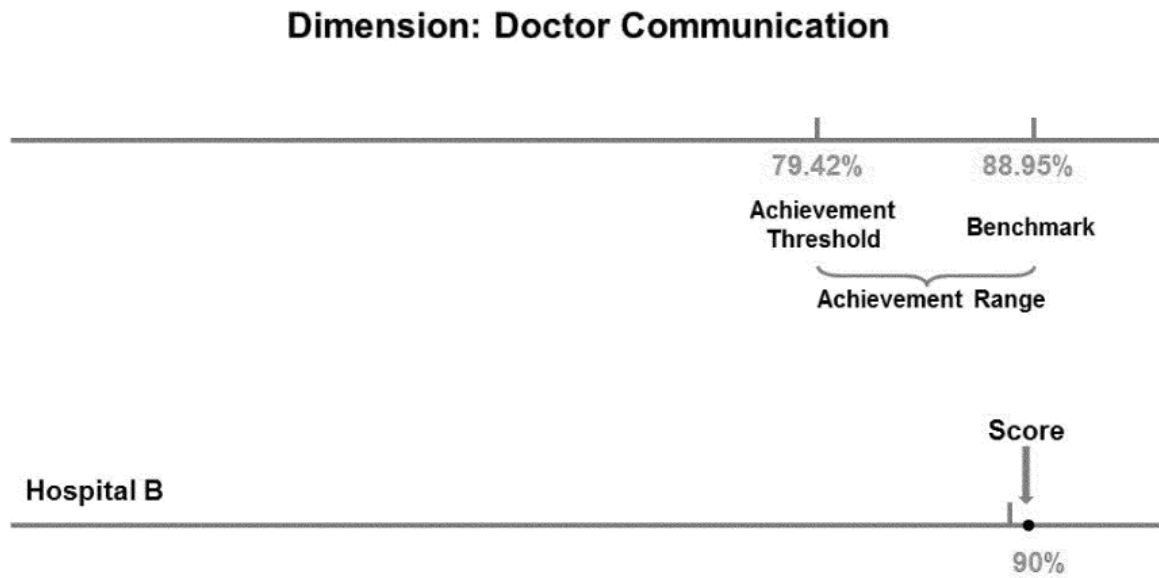 Dimension: Doctor Communication
79.42% 88.95%
Achievement
Threshold
Benchmark
Achievement Range
Score
Hospital B
90%